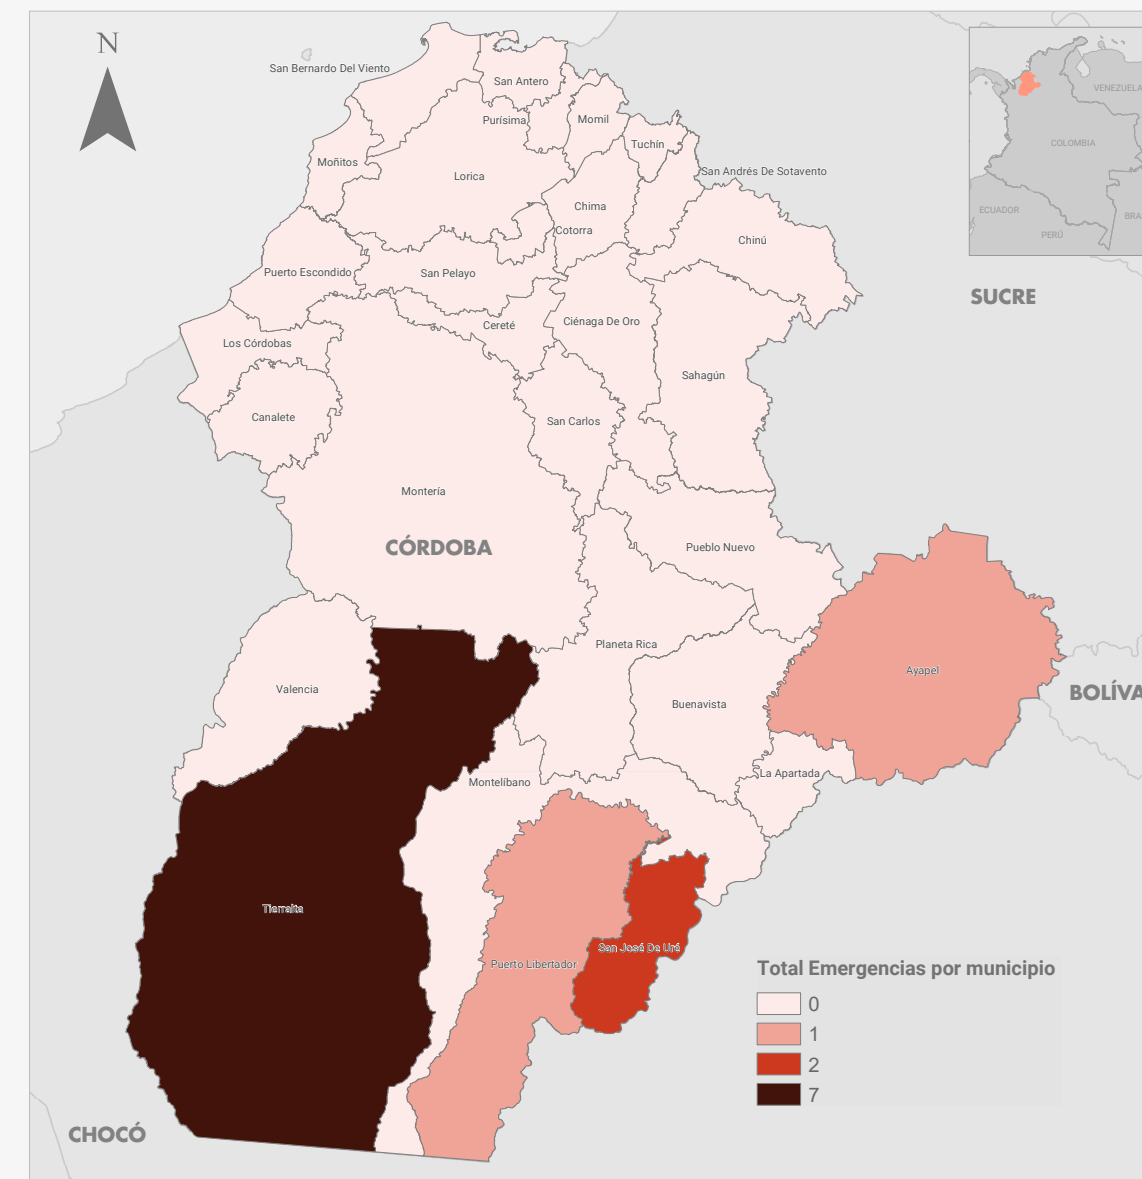 N
San Bernardo Del Viento
San Antero
Purísima
Momil
Tuchín
Moñitos
Lorica
San Andrés De Sotavento
Chima
Cotorra
Chinú
Puerto Escondido
San Pelayo
Ciénaga De Oro
Cereté
Los Córdobas
Sahagún
Canalete
San Carlos
Montería
CÓRDOBA
Pueblo Nuevo
Planeta Rica
Valencia
Buenavista
Ayapel
La Apartada
Montelíbano
Tierralta
San José De Uré
Puerto Libertador
VENEZUELA
COLOMBIA
ECUADOR
PERÚ
BRA
SUCRE
BOLÍVA
CHOCÓ
Total Emergencias por municipio
0
1
2
7